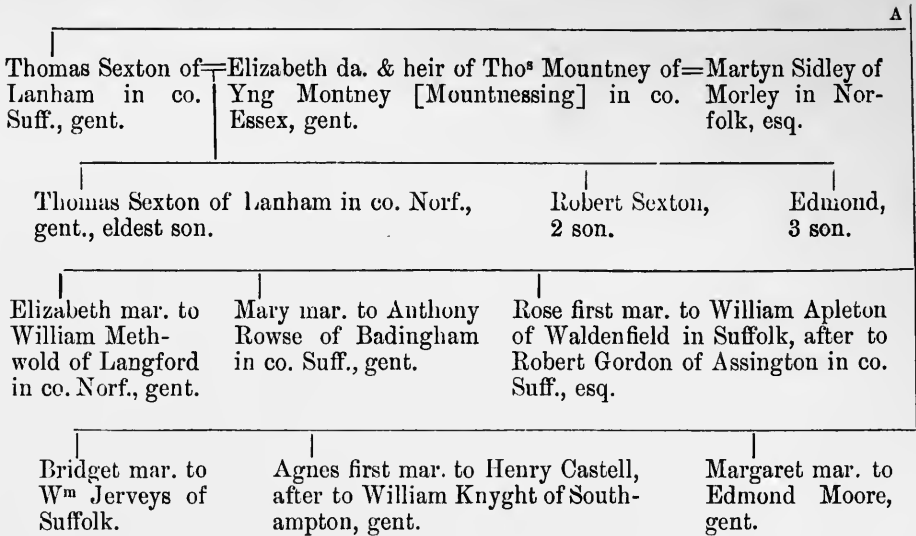 A
Thomas Sexton of=Elizabeth da. & heir of Thoˢ Mountney of=Martyn Sidley of
Lanham in co. Yng Montney [Mountnessing] in co. Morley in Nor-
Suff., gent. Essex, gent. folk, esq.
Thomas Sexton of Lanham in co. Norf., Robert Sexton, Edmond,
gent., eldest son. 2 son. 3 son.
Elizabeth mar. to Mary mar. to Anthony Rose first mar. to William Apleton
William Meth- Rowse of Badingham of Waldenfield in Suffolk, after to
wold of Langford in co. Suff., gent. Robert Gordon of Assington in co.
in co. Norf., gent. Suff., esq.
Bridget mar. to Agnes first mar. to Henry Castell, Margaret mar. to
Wᵐ Jerveys of after to William Knyght of South- Edmond Moore,
Suffolk. ampton, gent. gent.